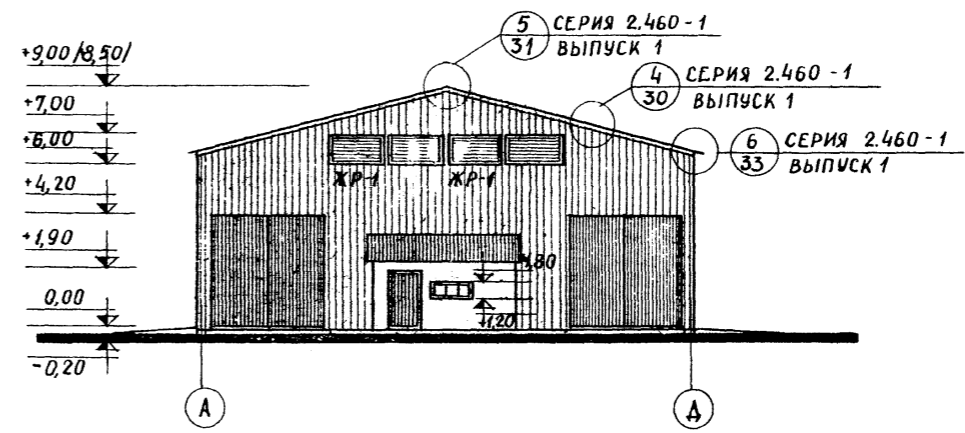 5 СЕРИЯ 2.460-1
31 ВЫПУСК 1
4 СЕРИЯ 2.460-1
30 ВЫПУСК 1
6 СЕРИЯ 2.460-1
33 ВЫПУСК 1
+9,00/8,50/
+7,00
+6,00
+4,20
+1,90
0,00
-0,20
ЖР-1 ЖР-1
+1,20
А Д